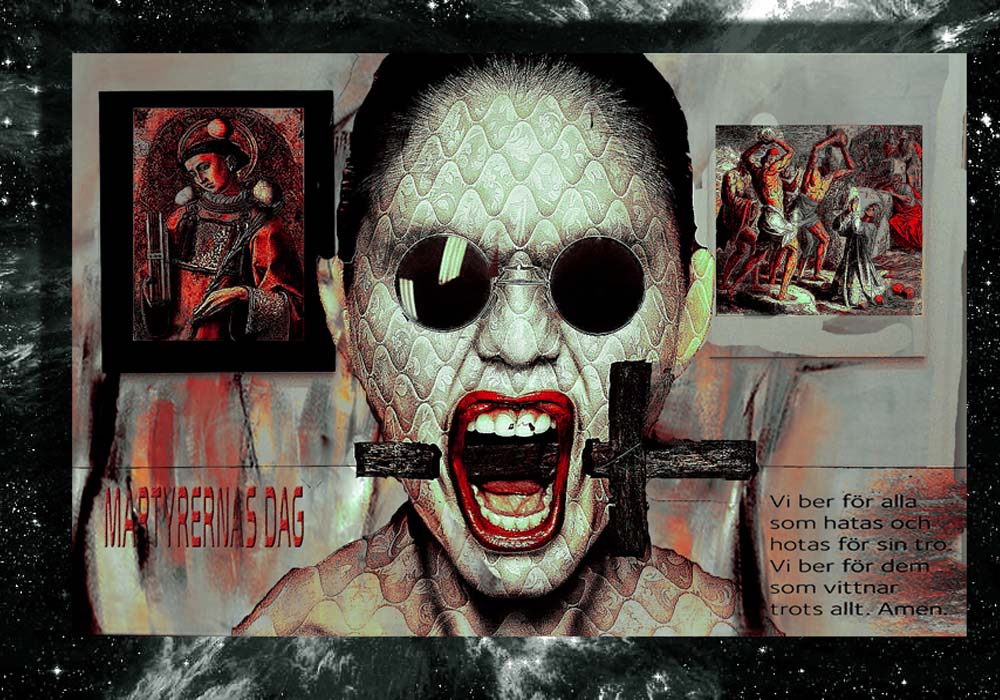 MARTYRERNAS DAG
Vi ber för alla
som hatas och
hotas för sin tro.
Vi ber för dem
som vittnar
trots allt. Amen.